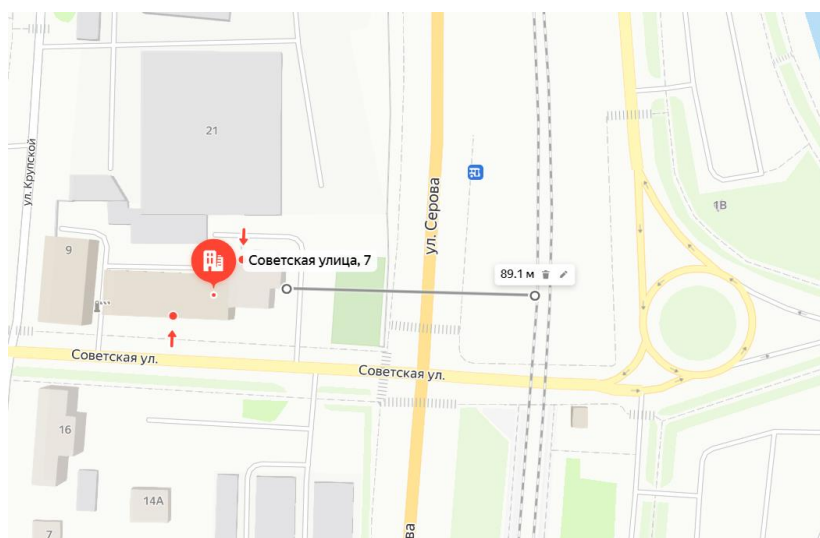 21
ул. Крупской
ул. Серова
1В
9
Советская улица, 7
89.1 м
Советская ул.
Советская ул.
16
14А
7
ва